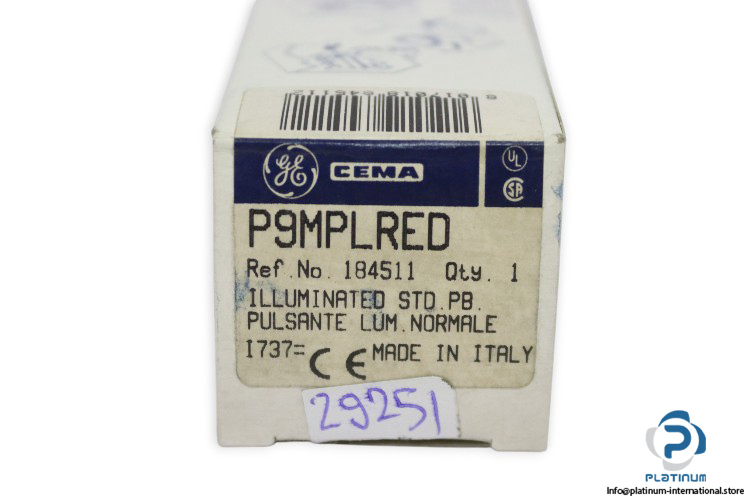 GE CEMA
UL
SA
P9MPLRED
Ref.No. 184511 Qty. 1
ILLUMINATED STD.PB.
PULSANTE LUM.NORMALE
1737= CE MADE IN ITALY
29251
PLATINUM
Info@platinum-international.store